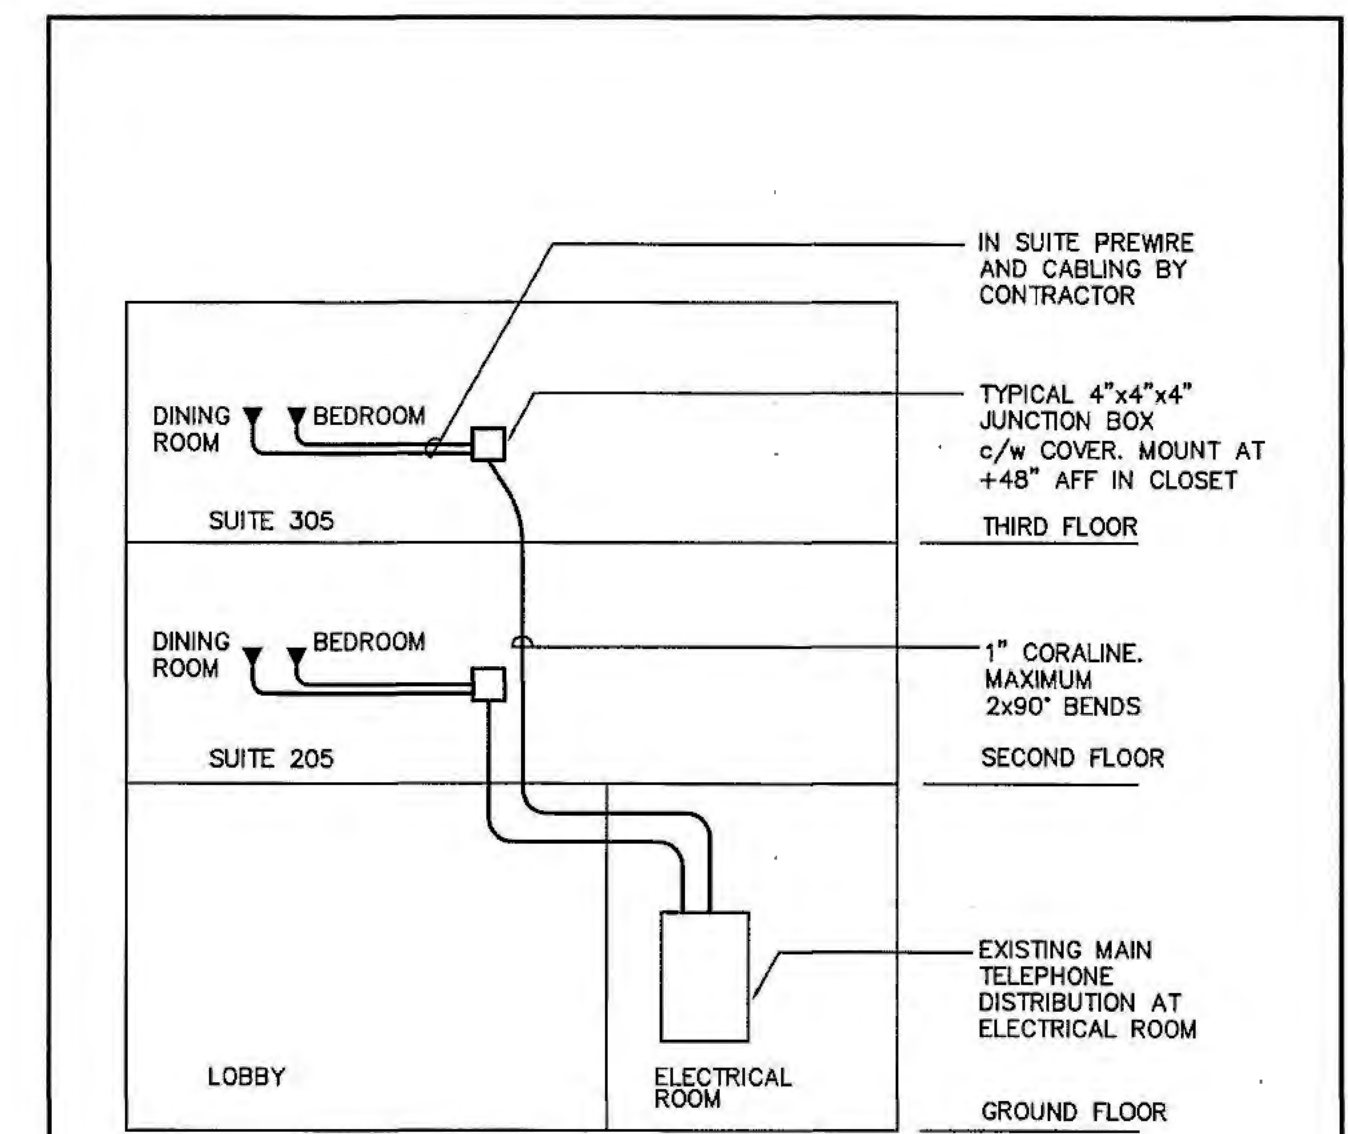 IN SUITE PREWIRE
AND CABLING BY
CONTRACTOR
DINING
ROOM
BEDROOM
TYPICAL 4"x4"x4"
JUNCTION BOX
c/w COVER. MOUNT AT
+48" AFF IN CLOSET
SUITE 305
THIRD FLOOR
DINING
ROOM
BEDROOM
1" CORALINE.
MAXIMUM
2x90° BENDS
SUITE 205
SECOND FLOOR
EXISTING MAIN
TELEPHONE
DISTRIBUTION AT
ELECTRICAL ROOM
LOBBY
ELECTRICAL
ROOM
GROUND FLOOR